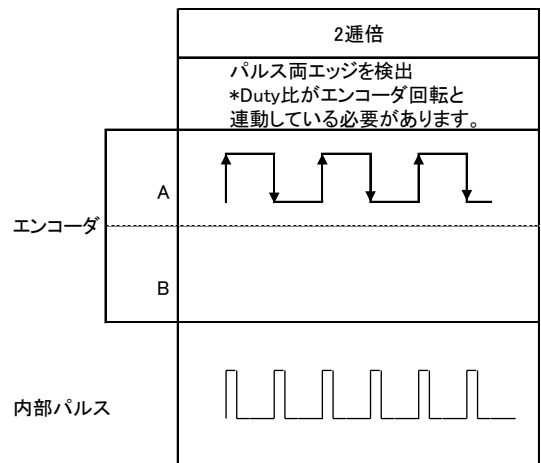 2逓倍
パルス両エッジを検出
*Duty比がエンコーダ回転と
連動している必要があります。
A
エンコーダ
B
内部パルス